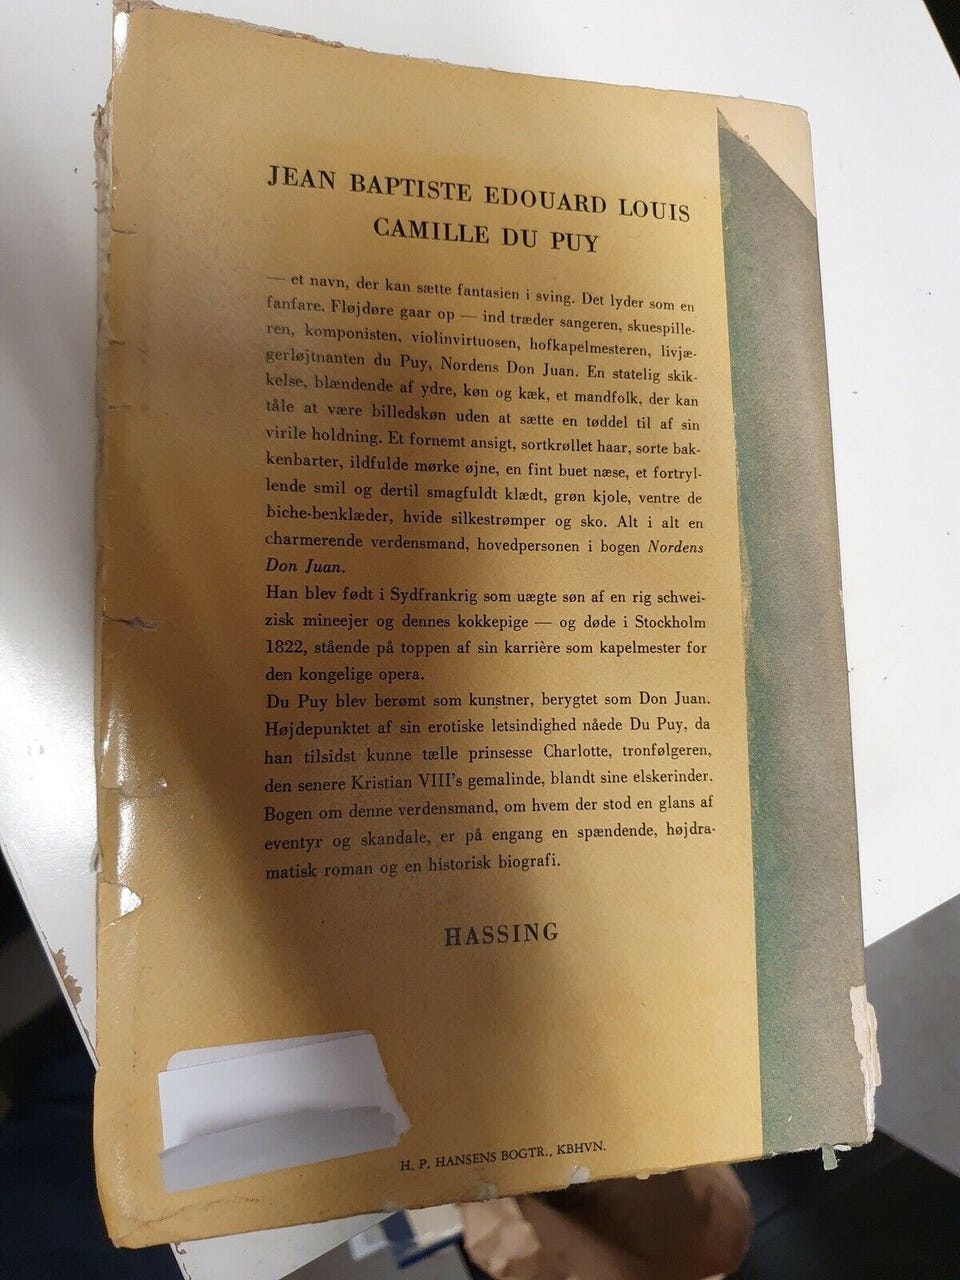 JEAN BAPTISTE EDOUARD LOUIS
CAMILLE DU PUY
— et navn, der kan sætte fantasien i sving. Det lyder som en
fanfare. Fløjdøre gaar op — ind træder sangeren, skuespille-
ren, komponisten, violinvirtuosen, hofkapelmesteren, livjæ-
gerløjtnanten du Puy, Nordens Don Juan. En statelig skik-
kelse, blændende af ydre, køn og kæk, et mandfolk, der kan
tåle at være billedskøn uden at sætte en tøddel til af sin
virile holdning. Et fornemt ansigt, sortkrøllet haar, sorte bak-
kenbarter, ildfulde mørke øjne, en fint buet næse, et fortryl-
lende smil og dertil smagfuldt klædt, grøn kjole, ventre de
biche-benklæder, hvide silkestrømper og sko. Alt i alt en
charmerende verdensmand, hovedpersonen i bogen Nordens
Don Juan.
Han blev født i Sydfrankrig som uægte søn af en rig schwei-
zisk mineejer og dennes kokkepige — og døde i Stockholm
1822, stående på toppen af sin karrière som kapelmester for
den kongelige opera.
Du Puy blev berømt som kunstner, berygtet som Don Juan.
Højdepunktet af sin erotiske letsindighed nåede Du Puy, da
han tilsidst kunne tælle prinsesse Charlotte, tronfølgeren,
den senere Kristian VIII's gemalinde, blandt sine elskerinder.
Bogen om denne verdensmand, om hvem der stod en glans af
eventyr og skandale, er på engang en spændende, højdra-
matisk roman og en historisk biografi.
HASSING
H. P. HANSENS BOGTR., KBHVN.